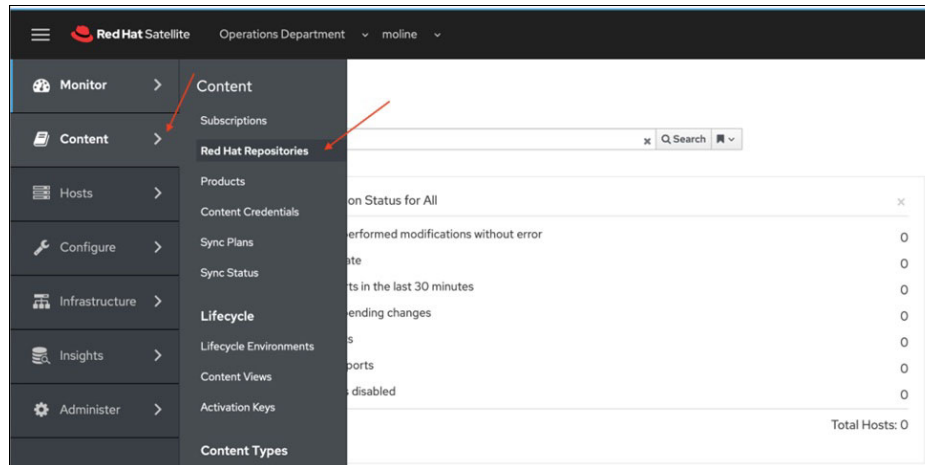 Red Hat Satellite Operations Department moline
Monitor
Content
Hosts
Configure
Infrastructure
Insights
Administer
Content
Subscriptions
Red Hat Repositories
Products
Content Credentials
Sync Plans
Sync Status
Lifecycle
Lifecycle Environments
Content Views
Activation Keys
Content Types
x Search
on Status for All ×
erformed modifications without error 0
ate 0
ts in the last 30 minutes 0
ending changes 0
s 0
ports 0
s disabled 0
Total Hosts: 0